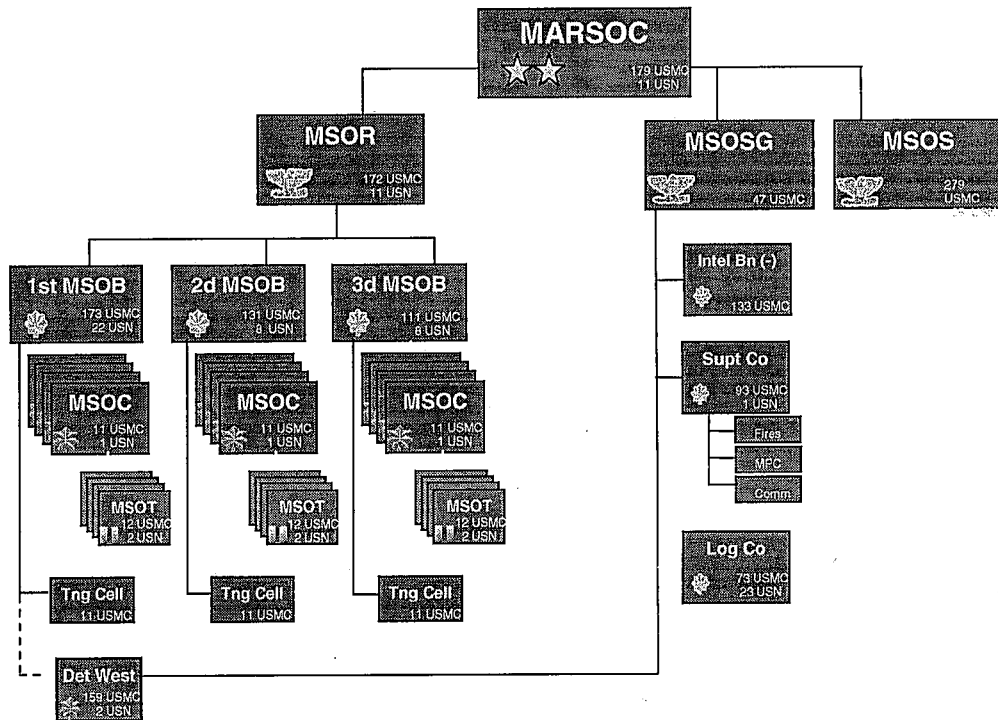 MARSOC
179 USMC
11 USN
MSOR
172 USMC
11 USN
MSOSG
47 USMC
MSOS
279
USMC
1st MSOB
173 USMC
22 USN
2d MSOB
131 USMC
8 USN
3d MSOB
111 USMC
8 USN
Intel Bn (-)
133 USMC
Supt Co
93 USMC
1 USN
Fires
MPC
Comm
MSOC
11 USMC
1 USN
MSOC
11 USMC
1 USN
MSOC
11 USMC
1 USN
MSOT
12 USMC
2 USN
MSOT
12 USMC
2 USN
MSOT
12 USMC
2 USN
Log Co
73 USMC
23 USN
Tng Cell
11 USMC
Tng Cell
11 USMC
Tng Cell
11 USMC
Det West
159 USMC
2 USN